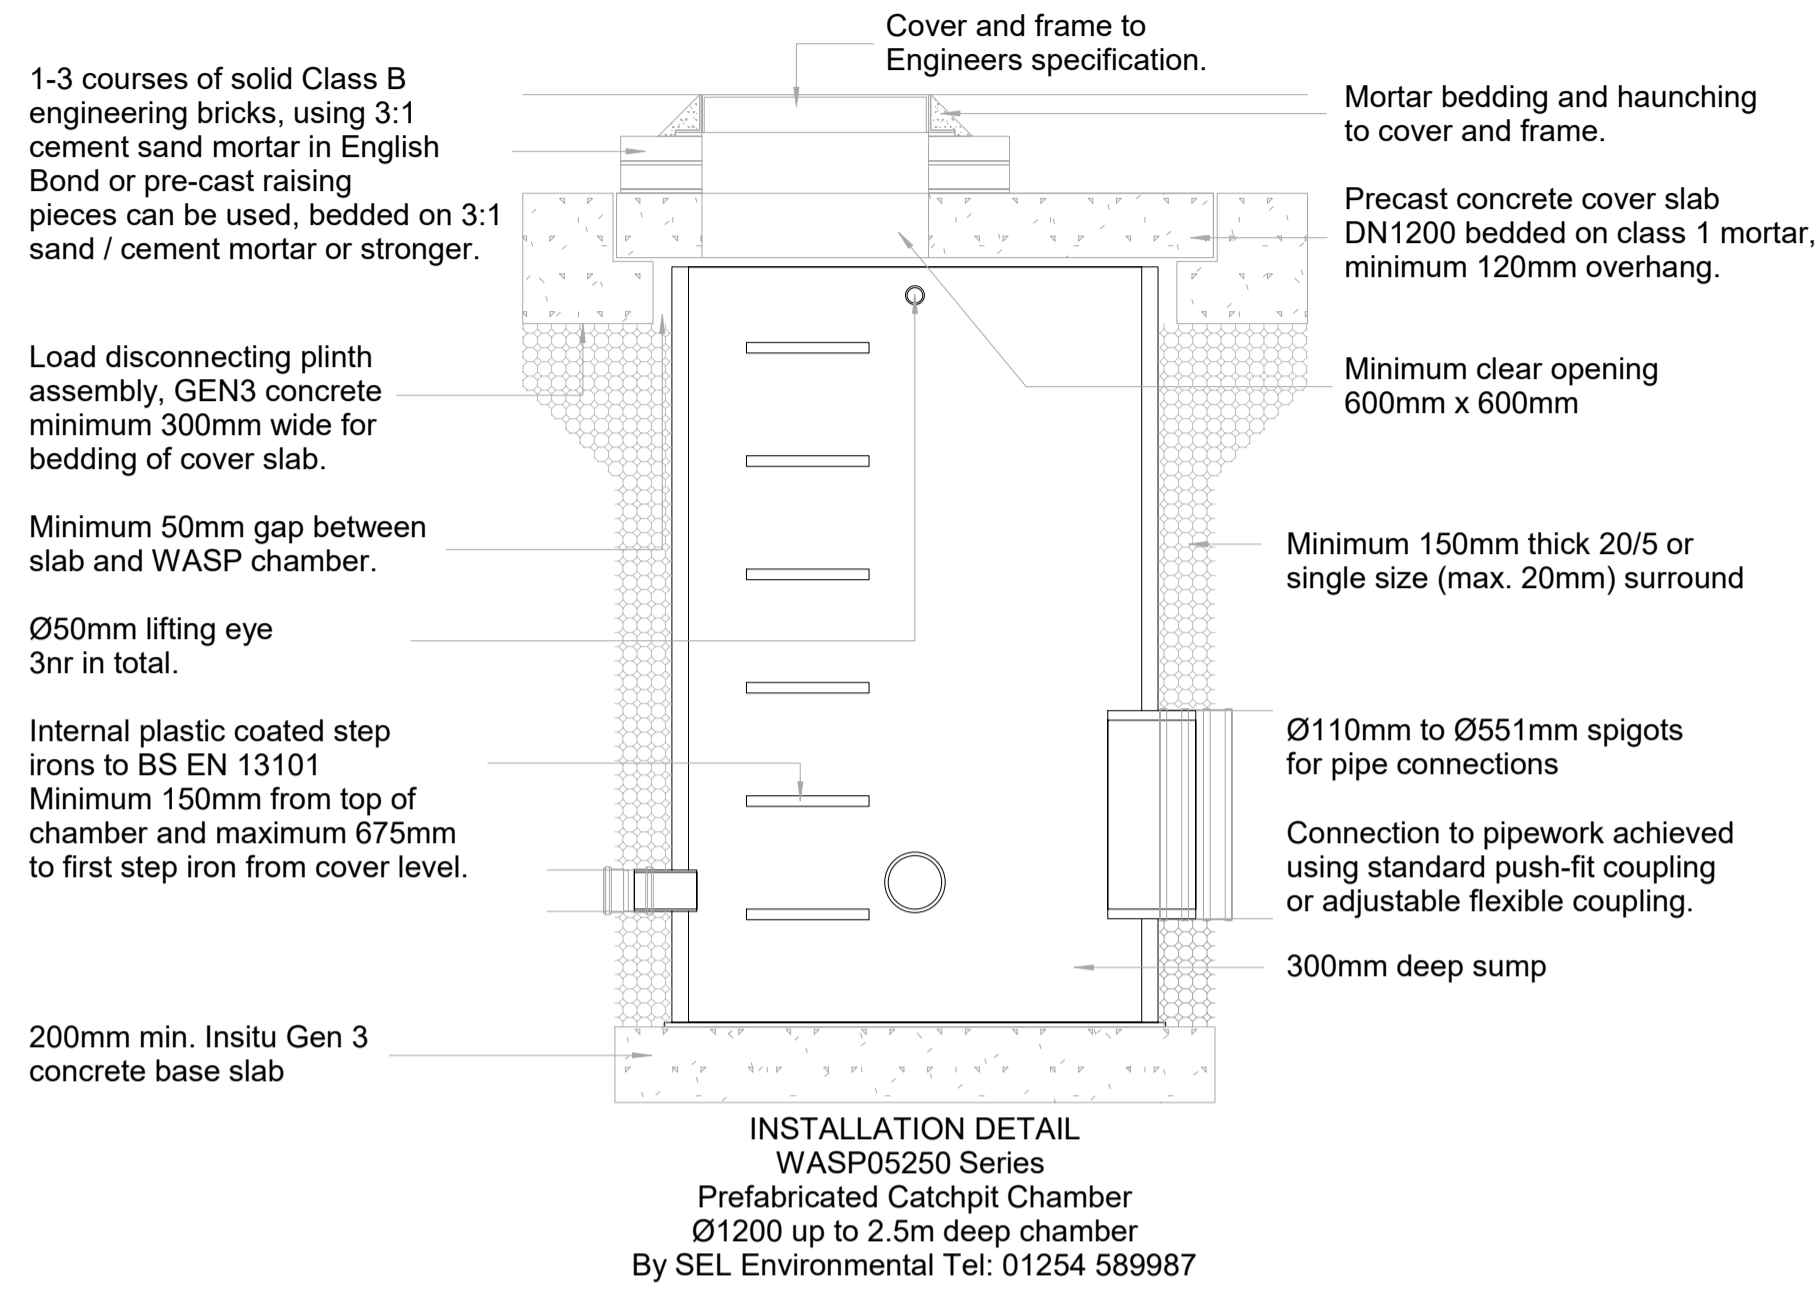 Cover and frame to
Engineers specification.
1-3 courses of solid Class B
engineering bricks, using 3:1
cement sand mortar in English
Bond or pre-cast raising
pieces can be used, bedded on 3:1
sand / cement mortar or stronger.
Load disconnecting plinth
assembly, GEN3 concrete
minimum 300mm wide for
bedding of cover slab.
Minimum 50mm gap between
slab and WASP chamber.
Ø50mm lifting eye
3nr in total.
Internal plastic coated step
irons to BS EN 13101
Minimum 150mm from top of
chamber and maximum 675mm
to first step iron from cover level.
200mm min. Insitu Gen 3
concrete base slab
Mortar bedding and haunching
to cover and frame.
Precast concrete cover slab
DN1200 bedded on class 1 mortar,
minimum 120mm overhang.
Minimum clear opening
600mm x 600mm
Minimum 150mm thick 20/5 or
single size (max. 20mm) surround
Ø110mm to Ø551mm spigots
for pipe connections
Connection to pipework achieved
using standard push-fit coupling
or adjustable flexible coupling.
300mm deep sump
INSTALLATION DETAIL
WASP05250 Series
Prefabricated Catchpit Chamber
Ø1200 up to 2.5m deep chamber
By SEL Environmental Tel: 01254 589987